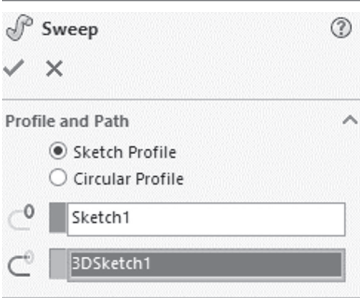 Sweep
Profile and Path
Sketch Profile
Circular Profile
Sketch1
3DSketch1